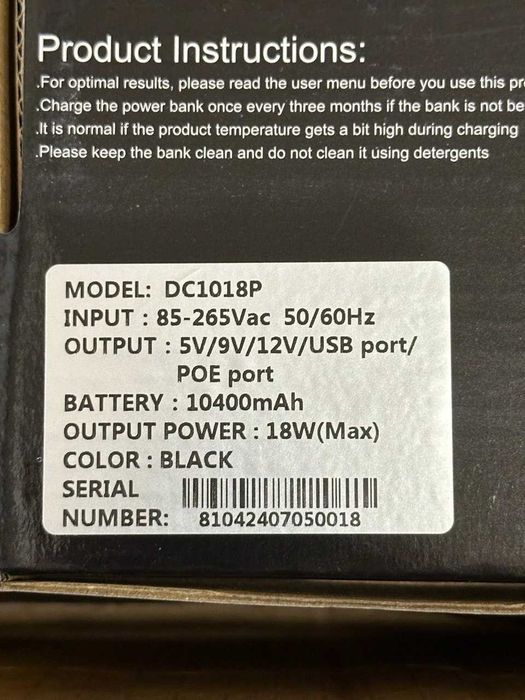 Product Instructions:
.For optimal results, please read the user menu before you use this
.Charge the power bank once every three months if the bank is not
.It is normal if the product temperature gets a bit high during charging
.Please keep the bank clean and do not clean it using detergents
MODEL: DC1018P
INPUT : 85-265Vac 50/60Hz
OUTPUT : 5V/9V/12V/USB port/
POE port
BATTERY : 10400mAh
OUTPUT POWER : 18W(Max)
COLOR : BLACK
SERIAL
NUMBER: 81042407050018